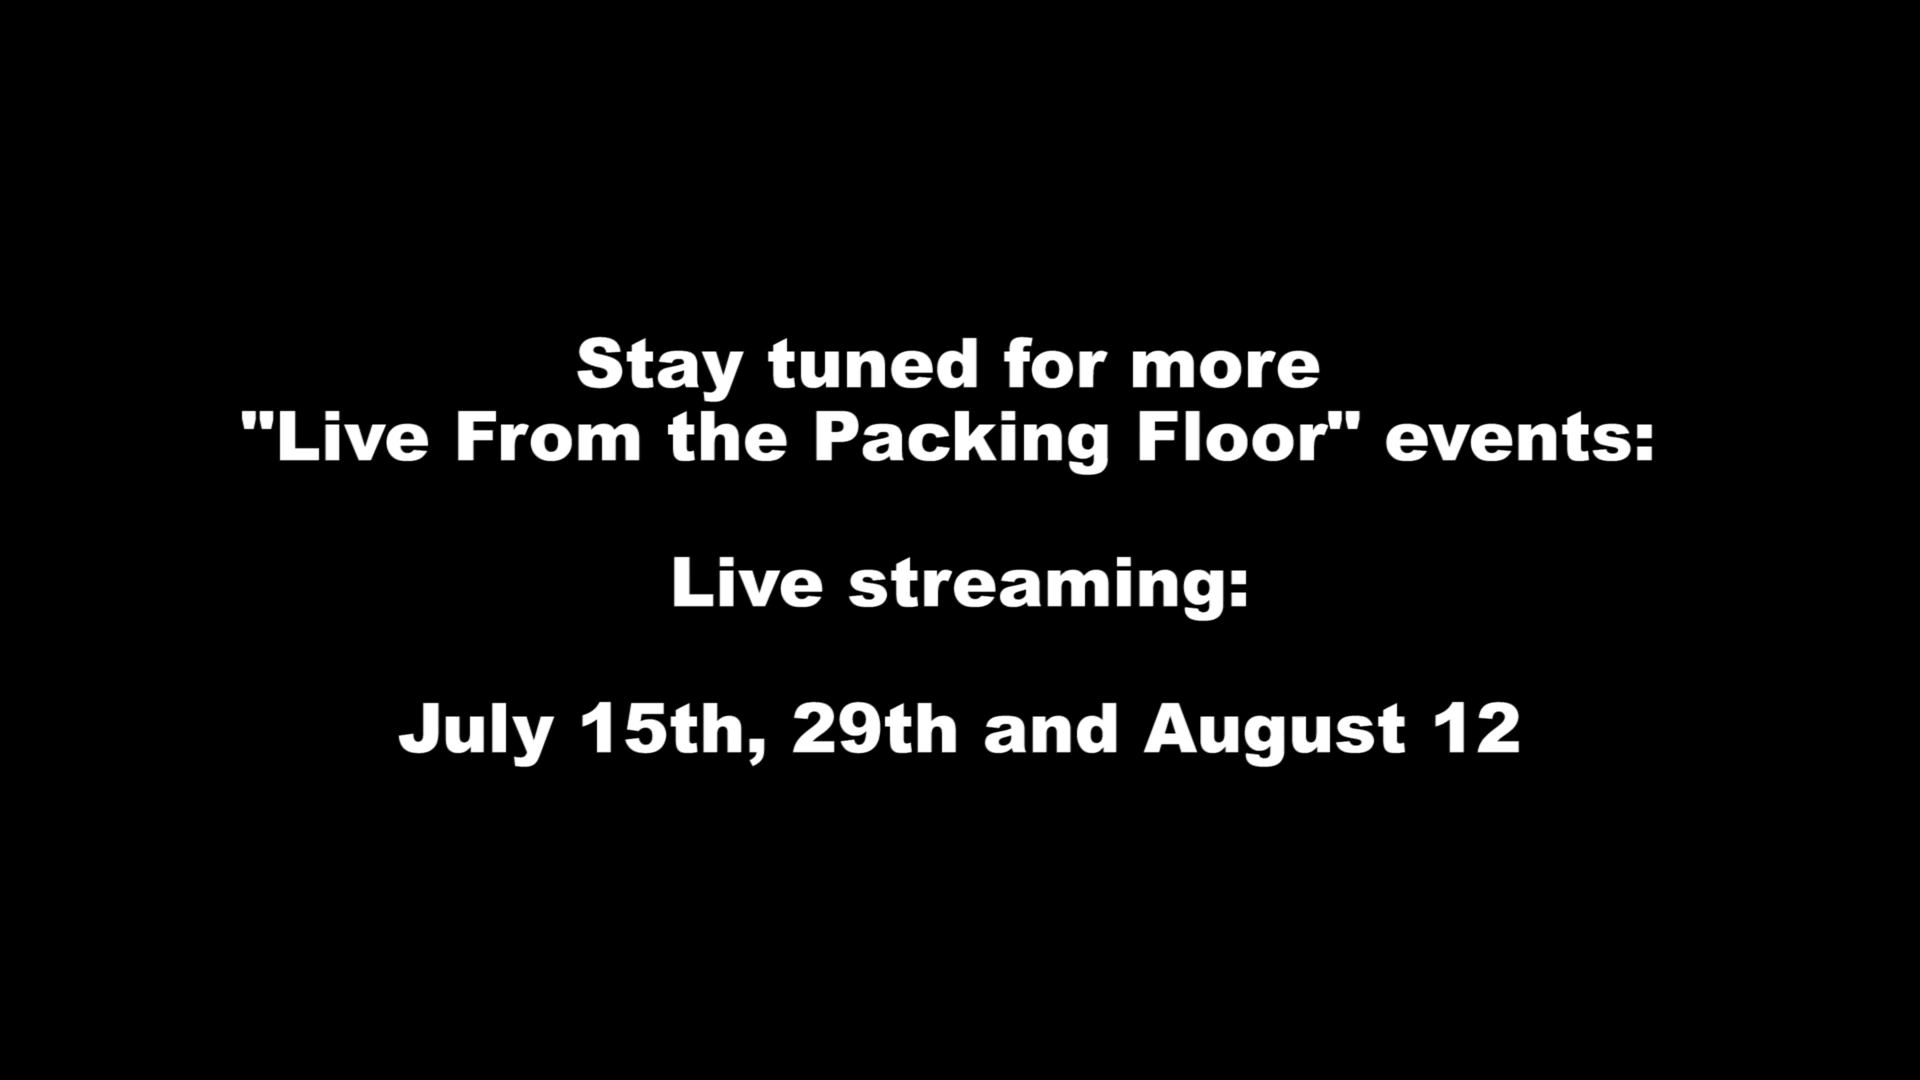 Stay tuned for more
"Live From the Packing Floor" events:
Live streaming:
July 15th, 29th and August 12